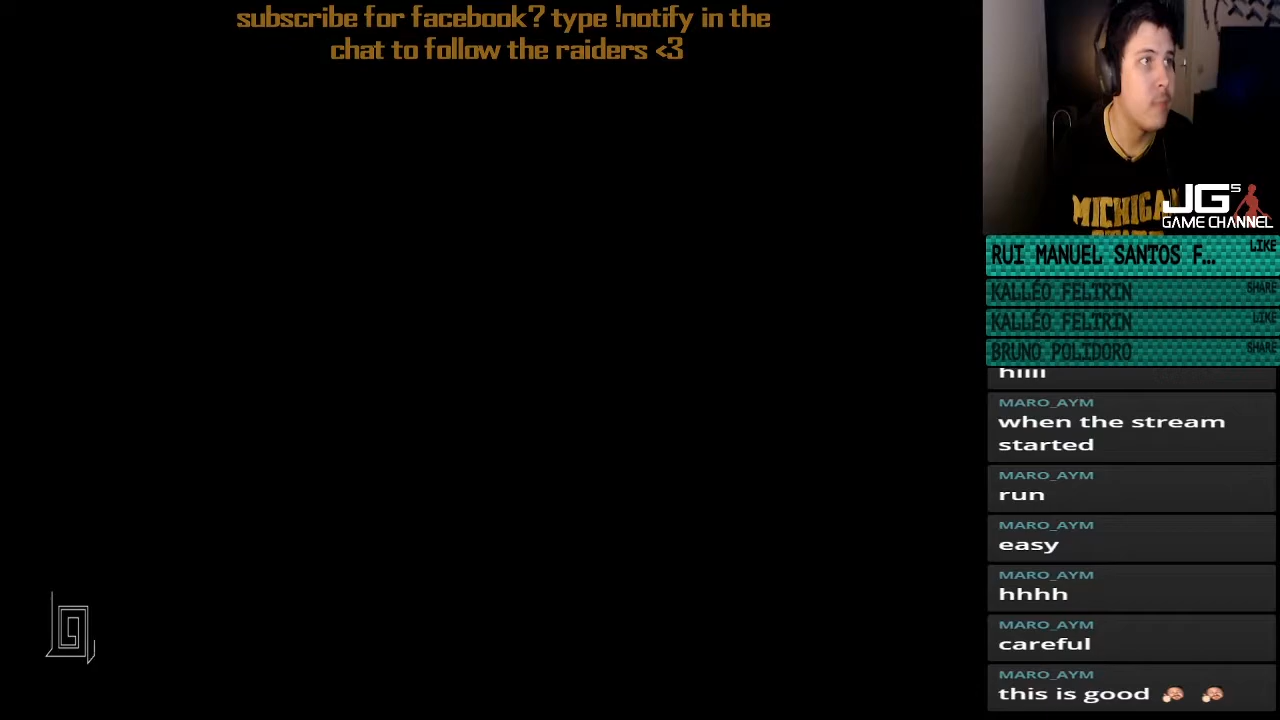 subscribe for facebook? type !notify in the
chat to follow the raiders <3
MICHIGA
JG5
GAME CHANNEL
RUI MANUEL SANTOS F... LIKE
KALLÉO FELTRIN SHARE
KALLÉO FELTRIN LIKE
BRUNO POLIDORO SHARE
hiiii
MARO_AYM
when the stream
started
MARO_AYM
run
MARO_AYM
easy
MARO_AYM
hhhh
MARO_AYM
careful
MARO_AYM
this is good